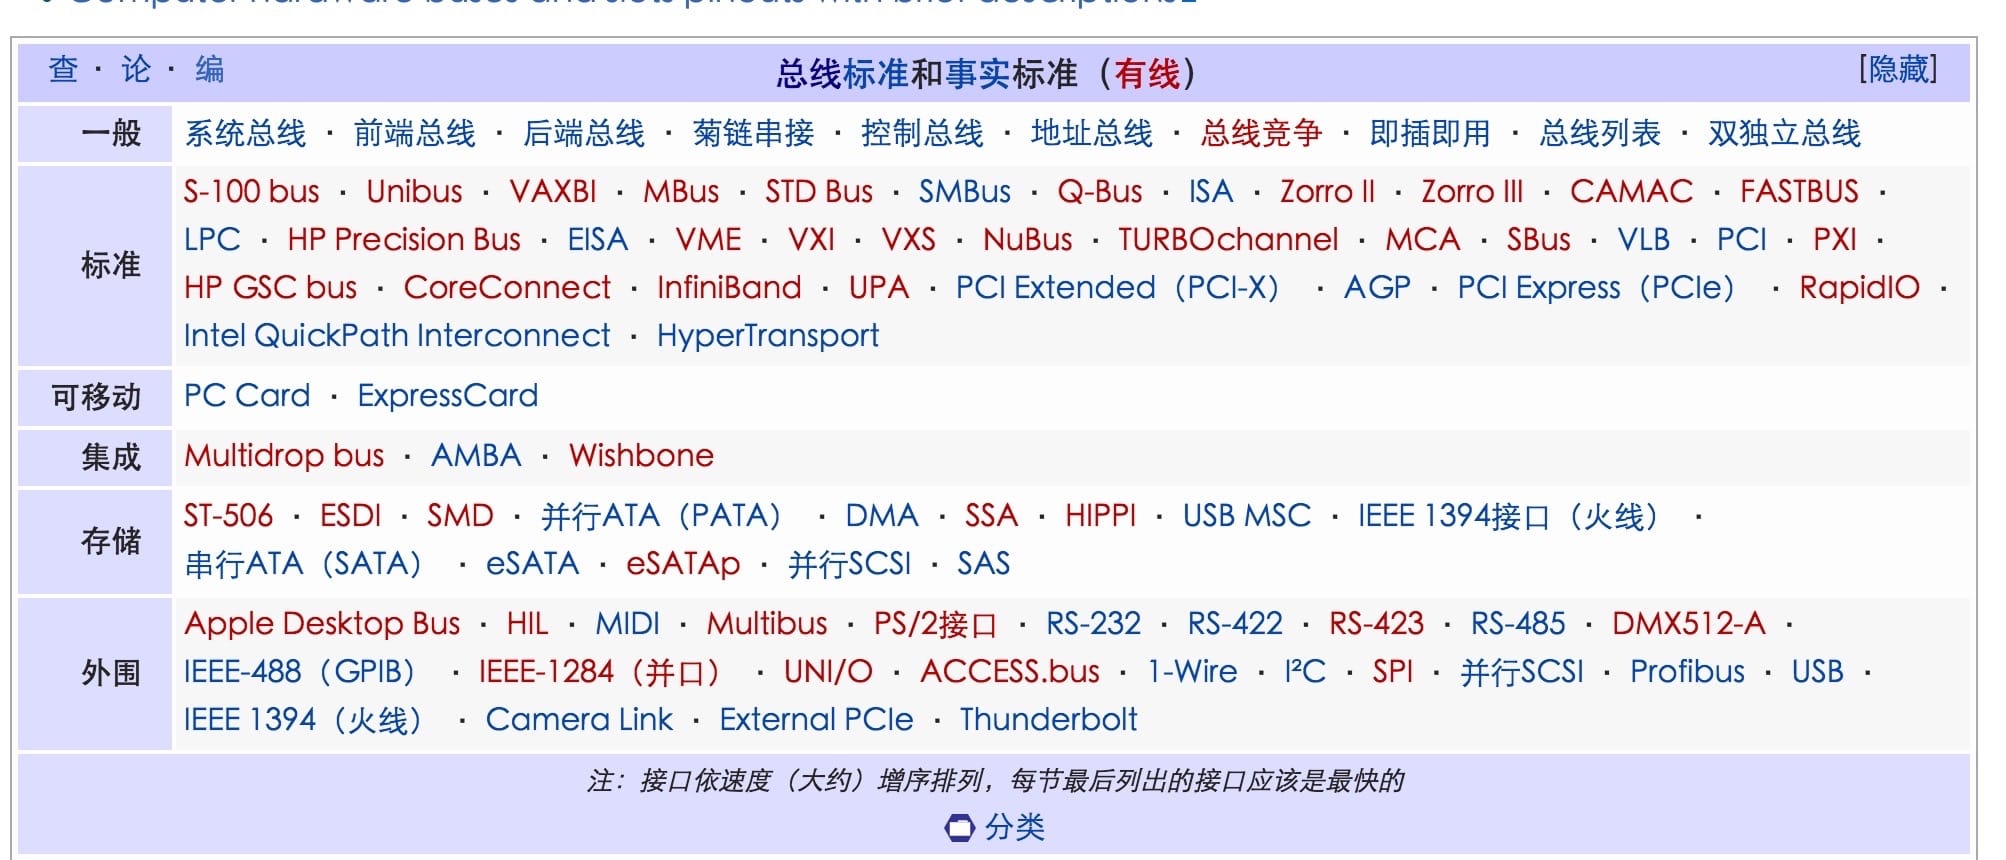 Computer hardware buses and slots pinouts with brief descriptions
查 · 论 · 编 总线标准和事实标准（有线） [隐藏]
一般 系统总线 · 前端总线 · 后端总线 · 菊链串接 · 控制总线 · 地址总线 · 总线竞争 · 即插即用 · 总线列表 · 双独立总线
标准 S-100 bus · Unibus · VAXBI · MBus · STD Bus · SMBus · Q-Bus · ISA · Zorro II · Zorro III · CAMAC · FASTBUS ·
LPC · HP Precision Bus · EISA · VME · VXI · VXS · NuBus · TURBOchannel · MCA · SBus · VLB · PCI · PXI ·
HP GSC bus · CoreConnect · InfiniBand · UPA · PCI Extended（PCI-X） · AGP · PCI Express（PCIe） · RapidIO ·
Intel QuickPath Interconnect · HyperTransport
可移动 PC Card · ExpressCard
集成 Multidrop bus · AMBA · Wishbone
存储 ST-506 · ESDI · SMD · 并行ATA（PATA） · DMA · SSA · HIPPI · USB MSC · IEEE 1394接口（火线） ·
串行ATA（SATA） · eSATA · eSATAp · 并行SCSI · SAS
外围 Apple Desktop Bus · HIL · MIDI · Multibus · PS/2接口 · RS-232 · RS-422 · RS-423 · RS-485 · DMX512-A ·
IEEE-488（GPIB） · IEEE-1284（并口） · UNI/O · ACCESS.bus · 1-Wire · I²C · SPI · 并行SCSI · Profibus · USB ·
IEEE 1394（火线） · Camera Link · External PCIe · Thunderbolt
注：接口依速度（大约）增序排列，每节最后列出的接口应该是最快的
分类